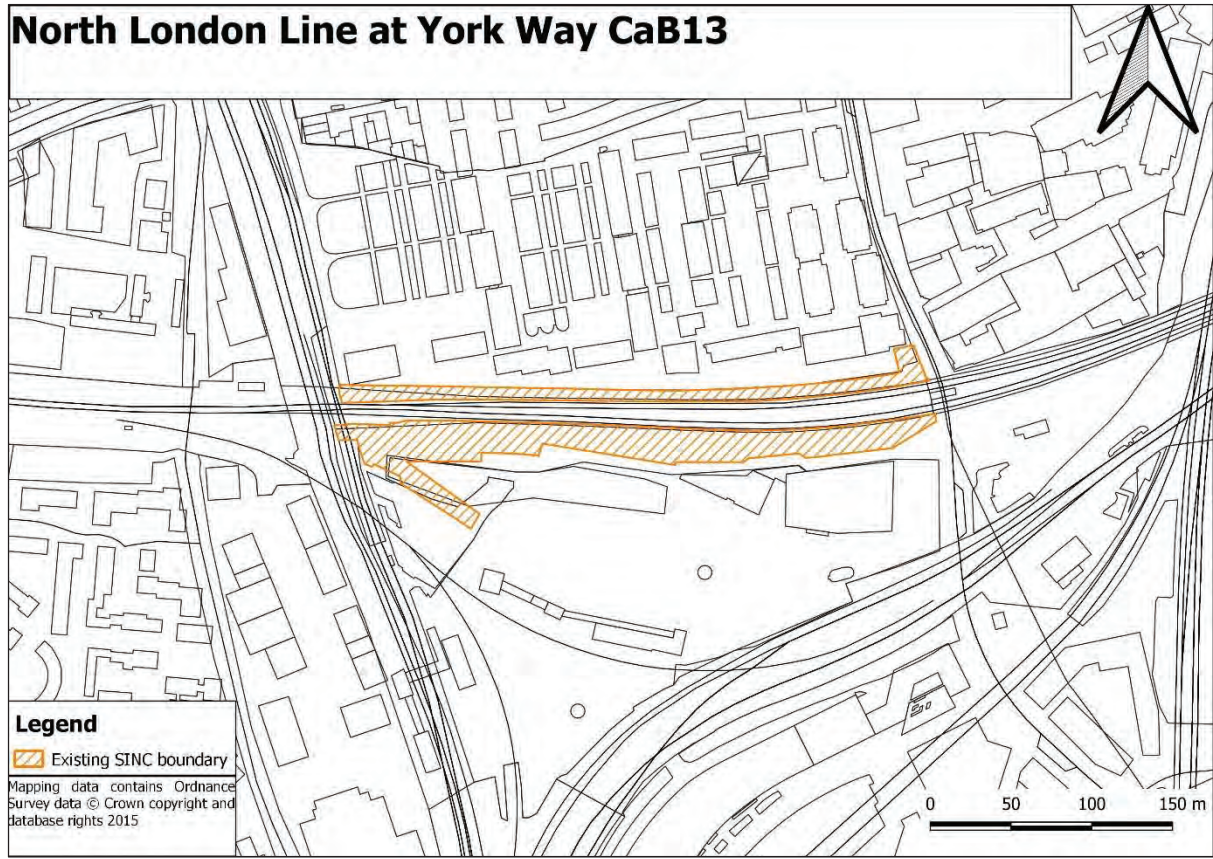 North London Line at York Way CaB13
Legend
Existing SINC boundary
Mapping data contains Ordnance
Survey data © Crown copyright and
database rights 2015
0 50 100 150 m